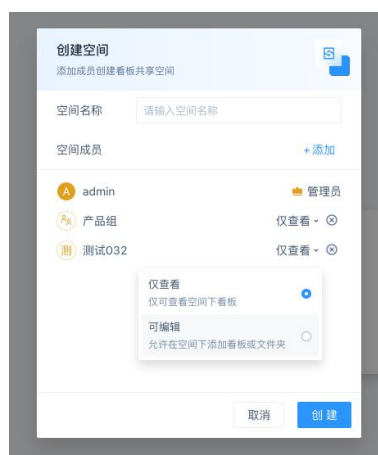 创建空间
添加成员创建看板共享空间
空间名称 请输入空间名称
空间成员 +添加
A admin 管理员
产品组 仅查看
测 测试032 仅查看
仅查看
仅可查看空间下看板
可编辑
允许在空间下添加看板或文件夹
取消 创建